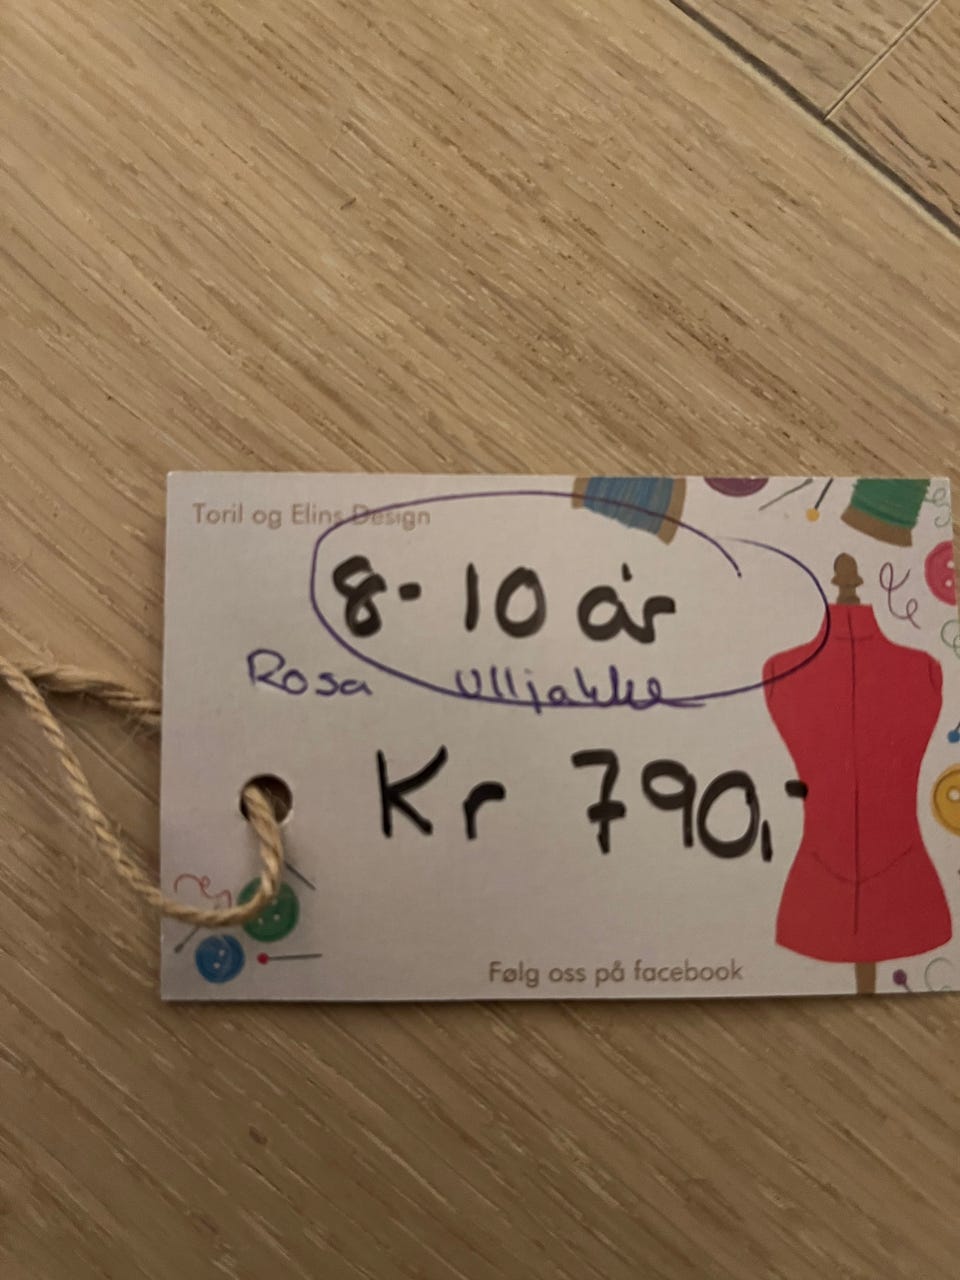 Toril og Elins Design
8-10 år
Rosa Ulljakke
Kr 790,-
Følg oss på facebook